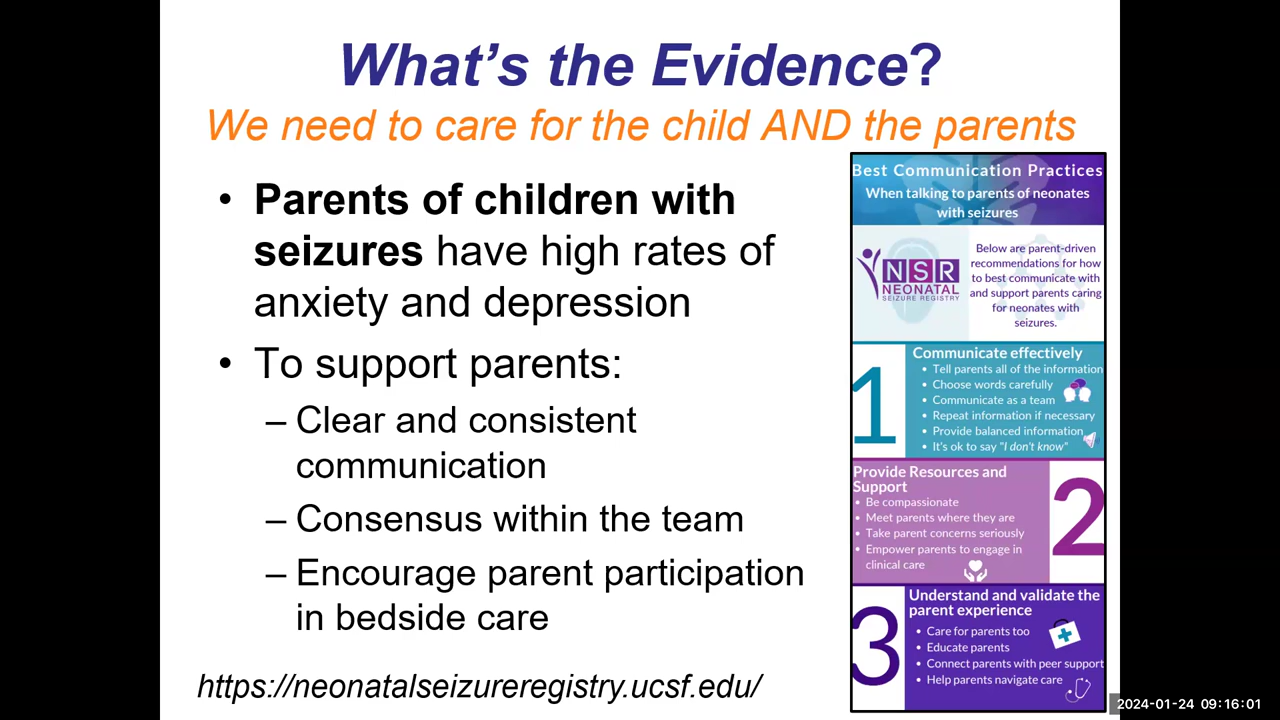 What's the Evidence?
We need to care for the child AND the parents
• Parents of children with
seizures have high rates of
anxiety and depression
• To support parents:
– Clear and consistent
communication
– Consensus within the team
– Encourage parent participation
in bedside care
https://neonatalseizureregistry.ucsf.edu/
Best Communication Practices
When talking to parents of neonates
with seizures
NSR
NEONATAL
SEIZURE REGISTRY
Below are parent-driven
recommendations for how
to best communicate with
and support parents caring
for neonates with
seizures.
1
Communicate effectively
• Tell parents all of the information
• Choose words carefully
• Communicate as a team
• Repeat information if necessary
• Provide balanced information
• It's ok to say "I don't know"
Provide Resources and
Support
• Be compassionate
• Meet parents where they are
• Take parent concerns seriously
• Empower parents to engage in
clinical care
2
3
Understand and validate the
parent experience
• Care for parents too
• Educate parents
• Connect parents with peer support
• Help parents navigate care
2024-01-24 09:16:01